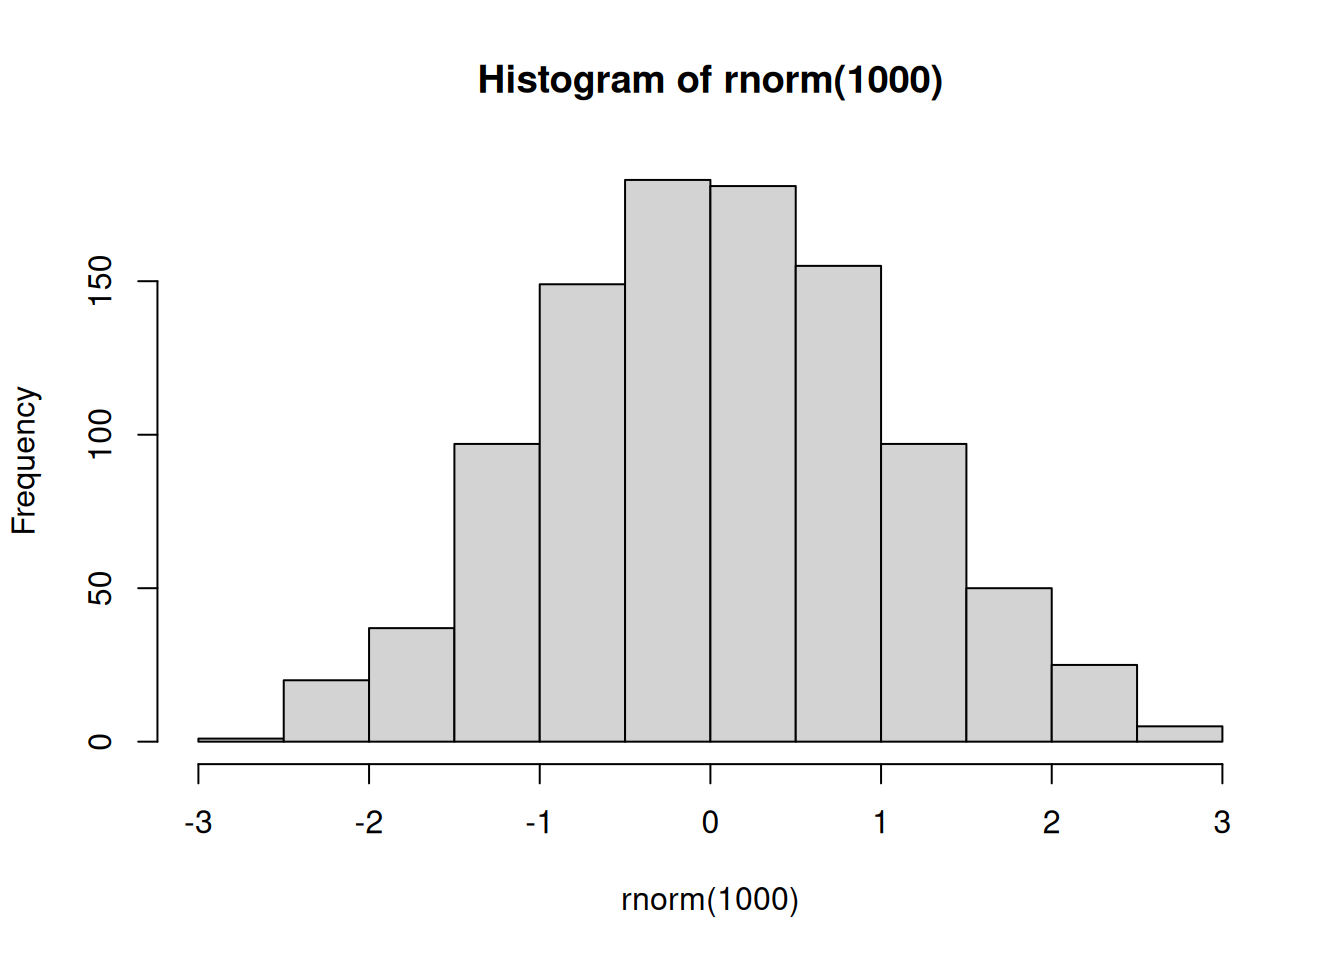 Histogram of rnorm(1000)
Frequency
150
100
50
0
-3 -2 -1 0 1 2 3
rnorm(1000)